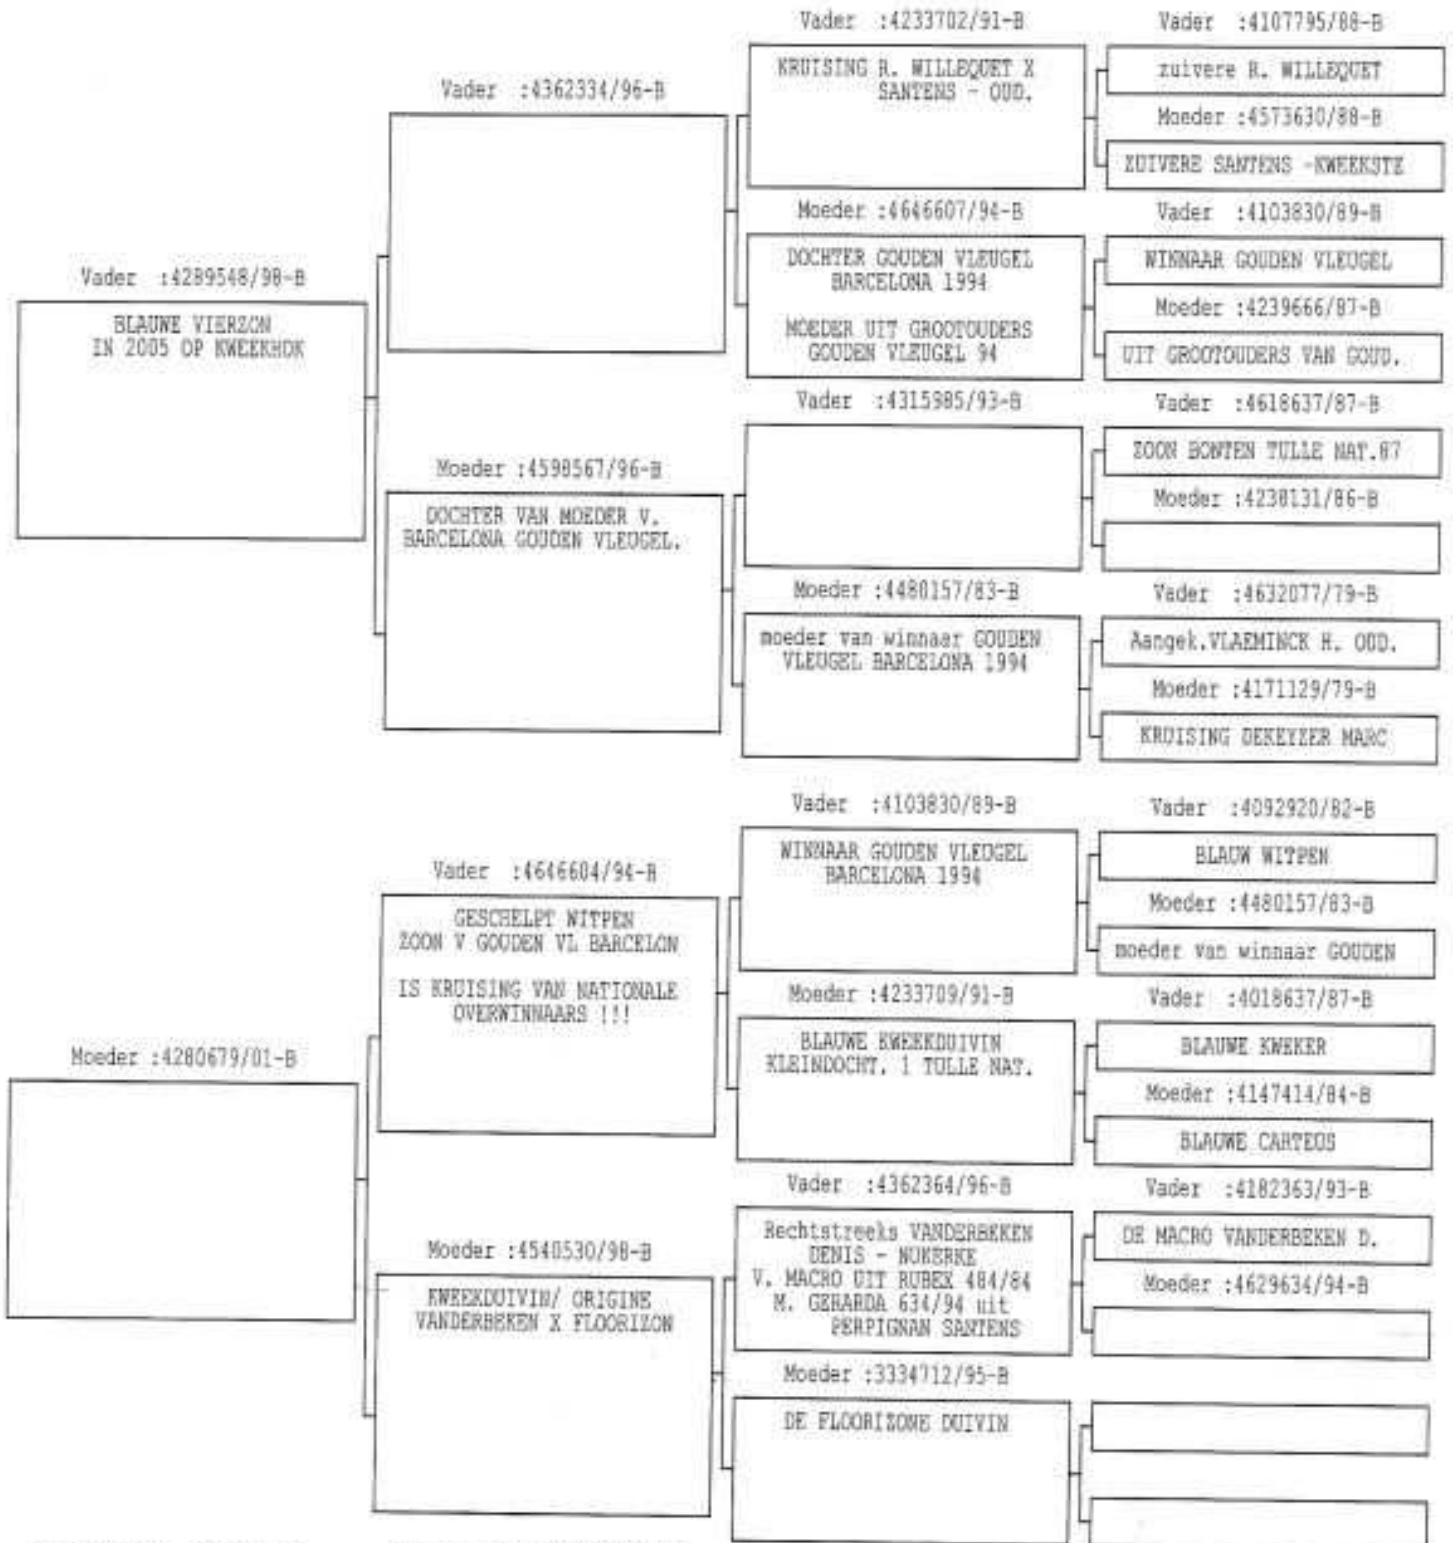 Vader :4289548/98-B
BLAUWE VIERZON
IN 2005 OP KWEEKHOK
Vader :4362334/96-B
Vader :4233702/91-B
KRUISING R. WILLEQUET X
SANTENS - OUD.
Vader :4107795/88-B
zuivere R. WILLEQUET
Moeder :4573630/88-B
ZUIVERE SANTENS -KWEEKSTZ
Moeder :4646607/94-B
DOCHTER GOUDEN VLEUGEL
BARCELONA 1994
MOEDER UIT GROOTOUDERS
GOUDEN VLEUGEL 94
Vader :4103830/89-B
WINNAAR GOUDEN VLEUGEL
Moeder :4239666/87-B
UIT GROOTOUDERS VAN GOUD.
Moeder :4598567/96-B
DOCHTER VAN MOEDER V.
BARCELONA GOUDEN VLEUGEL.
Vader :4315985/93-B
Vader :4618637/87-B
ZOON BONTEN TULLE NAT.87
Moeder :4238131/86-B
Moeder :4480157/83-B
moeder van winnaar GOUDEN
VLEUGEL BARCELONA 1994
Vader :4632077/79-B
Aangek.VLAEMINCK H. OUD.
Moeder :4171129/79-B
KRUISING DEKEYZER MARC
Moeder :4280679/01-B
Vader :4646604/94-B
GESCHELPT WITPEN
ZOON V GOUDEN VL BARCELON
IS KRUISING VAN NATIONALE
OVERWINNAARS !!!
Vader :4103830/89-B
WINNAAR GOUDEN VLEUGEL
BARCELONA 1994
Vader :4092920/82-B
BLAUW WITPEN
Moeder :4480157/83-B
moeder van winnaar GOUDEN
Moeder :4233709/91-B
BLAUWE KWEEKDUIVIN
KLEINDOCHT. 1 TULLE NAT.
Vader :4018637/87-B
BLAUWE KWEKER
Moeder :4147414/84-B
BLAUWE CARTEUS
Moeder :4540530/98-B
KWEEKDUIVIN/ ORIGINE
VANDERBEKEN X FLOORIZON
Vader :4362364/96-B
Rechtstreeks VANDERBEKEN
DENIS - NUKERKE
V. MACRO UIT RUBEX 484/84
M. GERARDA 634/94 uit
PERPIGNAN SANTENS
Vader :4182363/93-B
DE MACRO VANDERBEKEN D.
Moeder :4629634/94-B
Moeder :3334712/95-B
DE FLOORIZONE DUIVIN